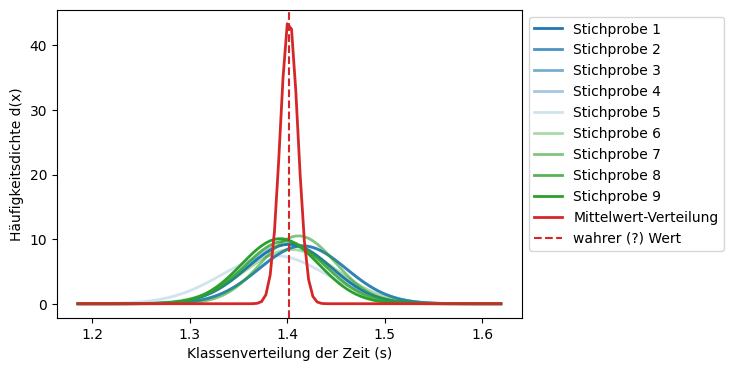 Häufigkeitsdichte d(x)
40
30
20
10
0
1.2
1.3
1.4
1.5
1.6
Klassenverteilung der Zeit (s)
Stichprobe 1
Stichprobe 2
Stichprobe 3
Stichprobe 4
Stichprobe 5
Stichprobe 6
Stichprobe 7
Stichprobe 8
Stichprobe 9
Mittelwert-Verteilung
wahrer (?) Wert